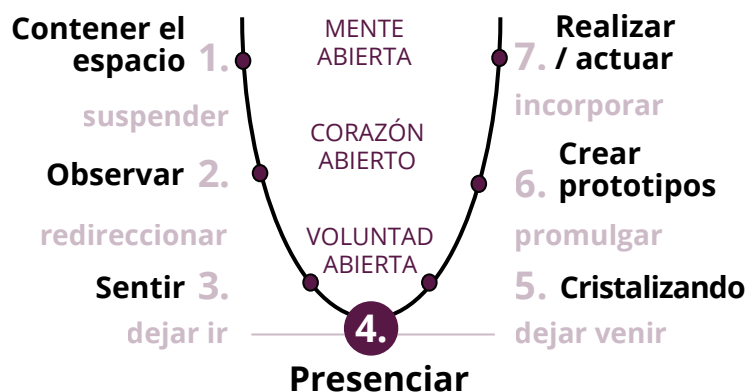 Contener el
espacio 1.
suspender
Observar 2.
redireccionar
Sentir 3.
dejar ir
MENTE
ABIERTA
CORAZÓN
ABIERTO
VOLUNTAD
ABIERTA
4.
Presenciar
Realizar
7. / actuar
incorporar
Crear
6. prototipos
promulgar
5. Cristalizando
dejar venir